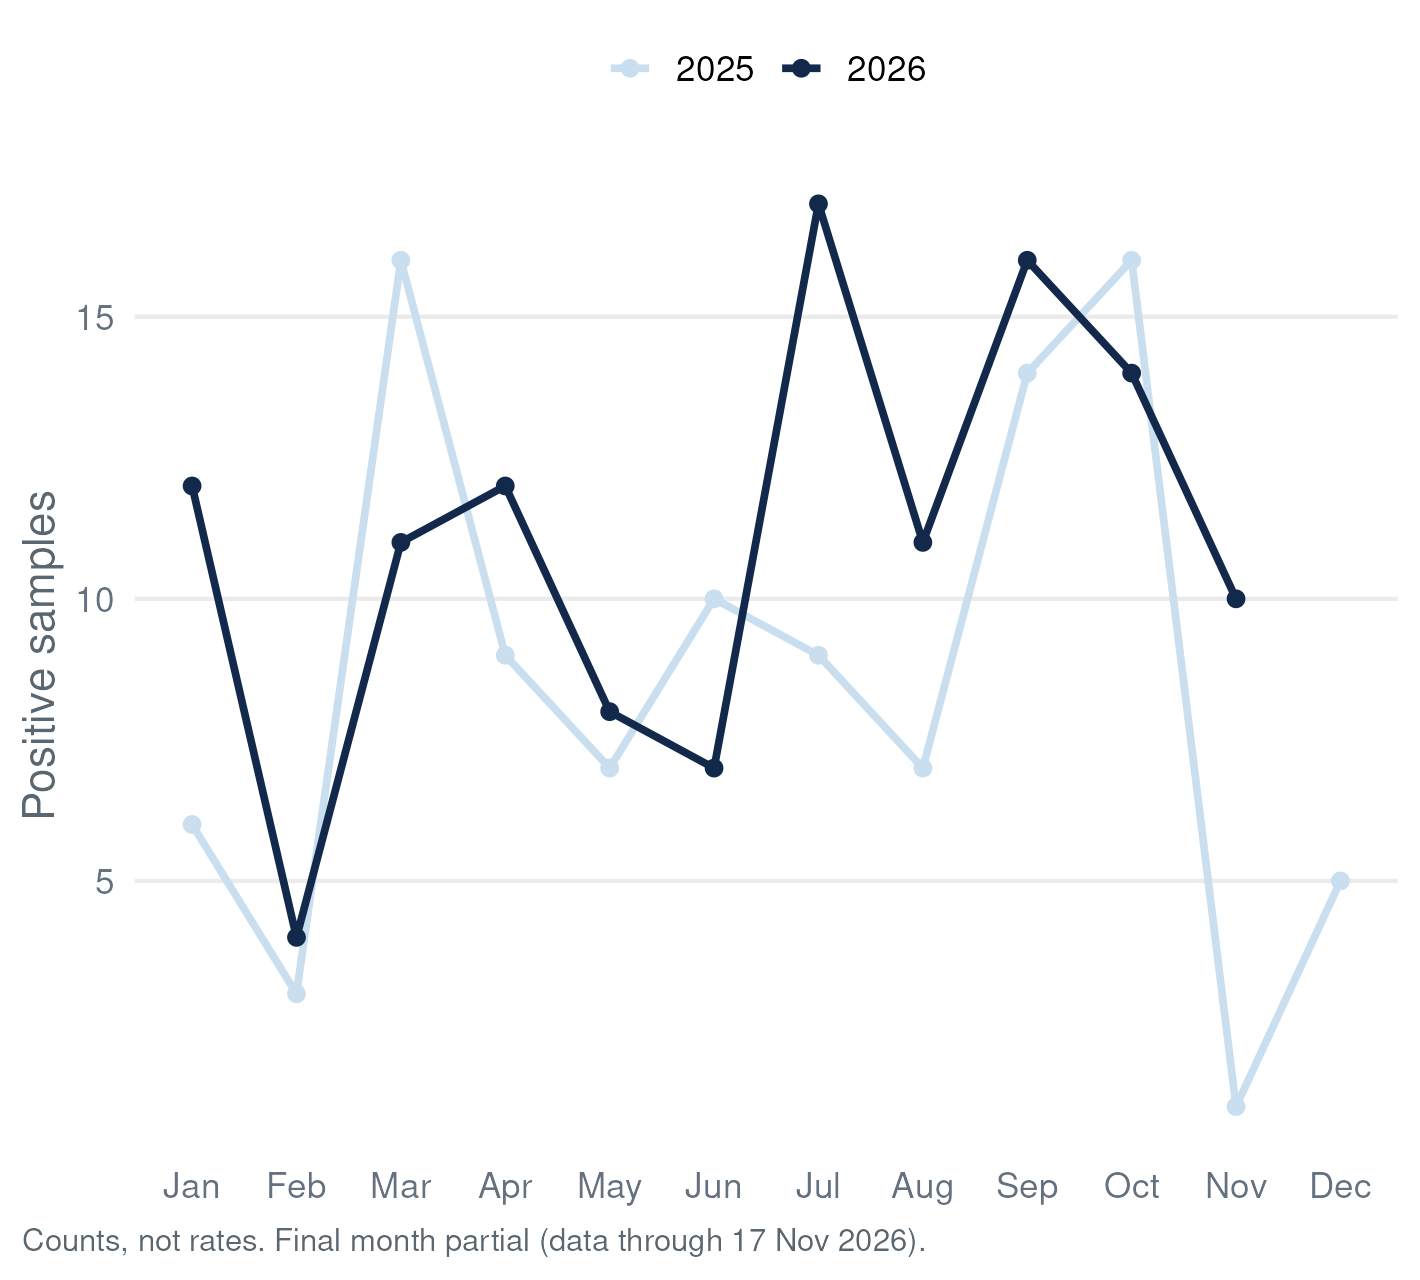 2025 2026
Positive samples
15
10
5
Jan Feb Mar Apr May Jun Jul Aug Sep Oct Nov Dec
Counts, not rates. Final month partial (data through 17 Nov 2026).